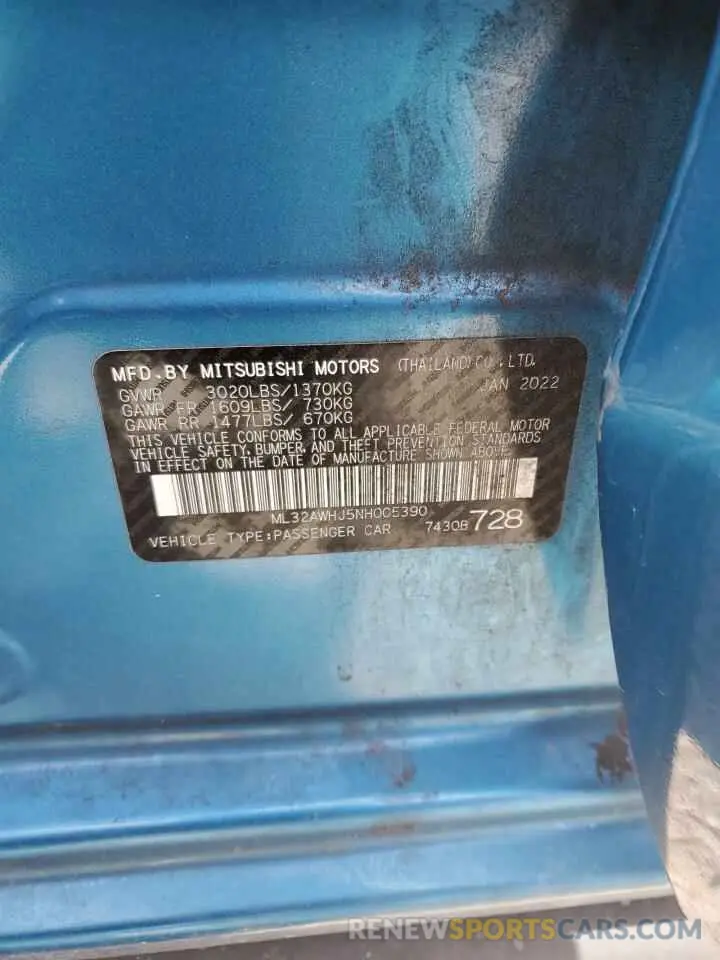 MFD.BY MITSUBISHI MOTORS (THAILAND) CO., LTD.
GVWR 3020LBS/1370KG JAN 2022
GAWR FR 1609LBS/ 730KG
GAWR RR 1477LBS/ 670KG
THIS VEHICLE CONFORMS TO ALL APPLICABLE FEDERAL MOTOR
VEHICLE SAFETY, BUMPER, AND THEFT PREVENTION STANDARDS
IN EFFECT ON THE DATE OF MANUFACTURE SHOWN ABOVE.
ML32AWHJ5NH005390
VEHICLE TYPE:PASSENGER CAR 7430B 728
RENEWSPORTSCARS.COM